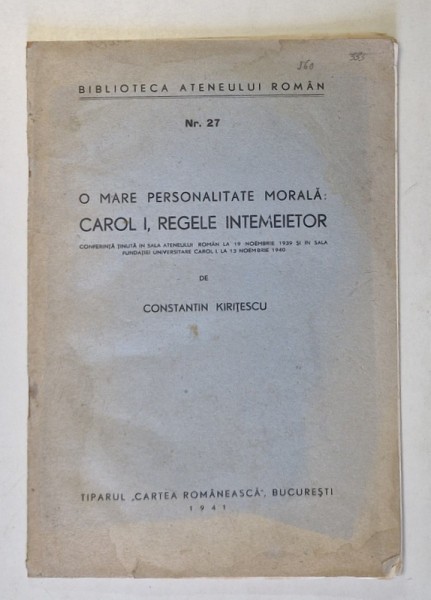 360
BIBLIOTECA ATENEULUI ROMÂN
Nr. 27
O MARE PERSONALITATE MORALĂ:
CAROL I, REGELE INTEMEIETOR
CONFERINȚĂ ȚINUTĂ IN SALA ATENEULUI ROMÂN LA 19 NOEMBRIE 1939 ȘI IN SALA
FUNDAȚIEI UNIVERSITARE CAROL I, LA 13 NOEMBRIE 1940
DE
CONSTANTIN KIRIȚESCU
TIPARUL „CARTEA ROMÂNEASCĂ”, BUCUREȘTI
1941